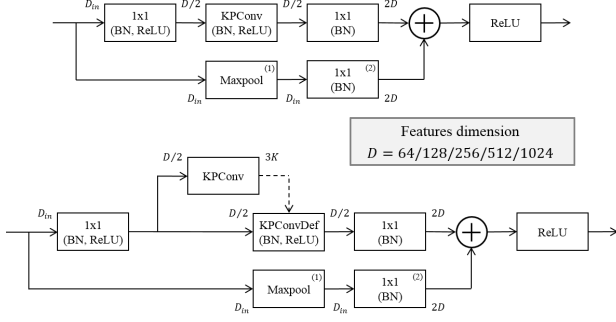 D_in
1x1
(BN, ReLU)
D/2
KPConv
(BN, ReLU)
D/2
1x1
(BN)
2D
ReLU
D_in
Maxpool
(1)
D_in
1x1
(BN)
(2)
2D
Features dimension
D = 64/128/256/512/1024
D/2
KPConv
3K
D_in
1x1
(BN, ReLU)
D/2
KPConvDef
(BN, ReLU)
D/2
1x1
(BN)
2D
ReLU
D_in
Maxpool
(1)
D_in
1x1
(BN)
(2)
2D